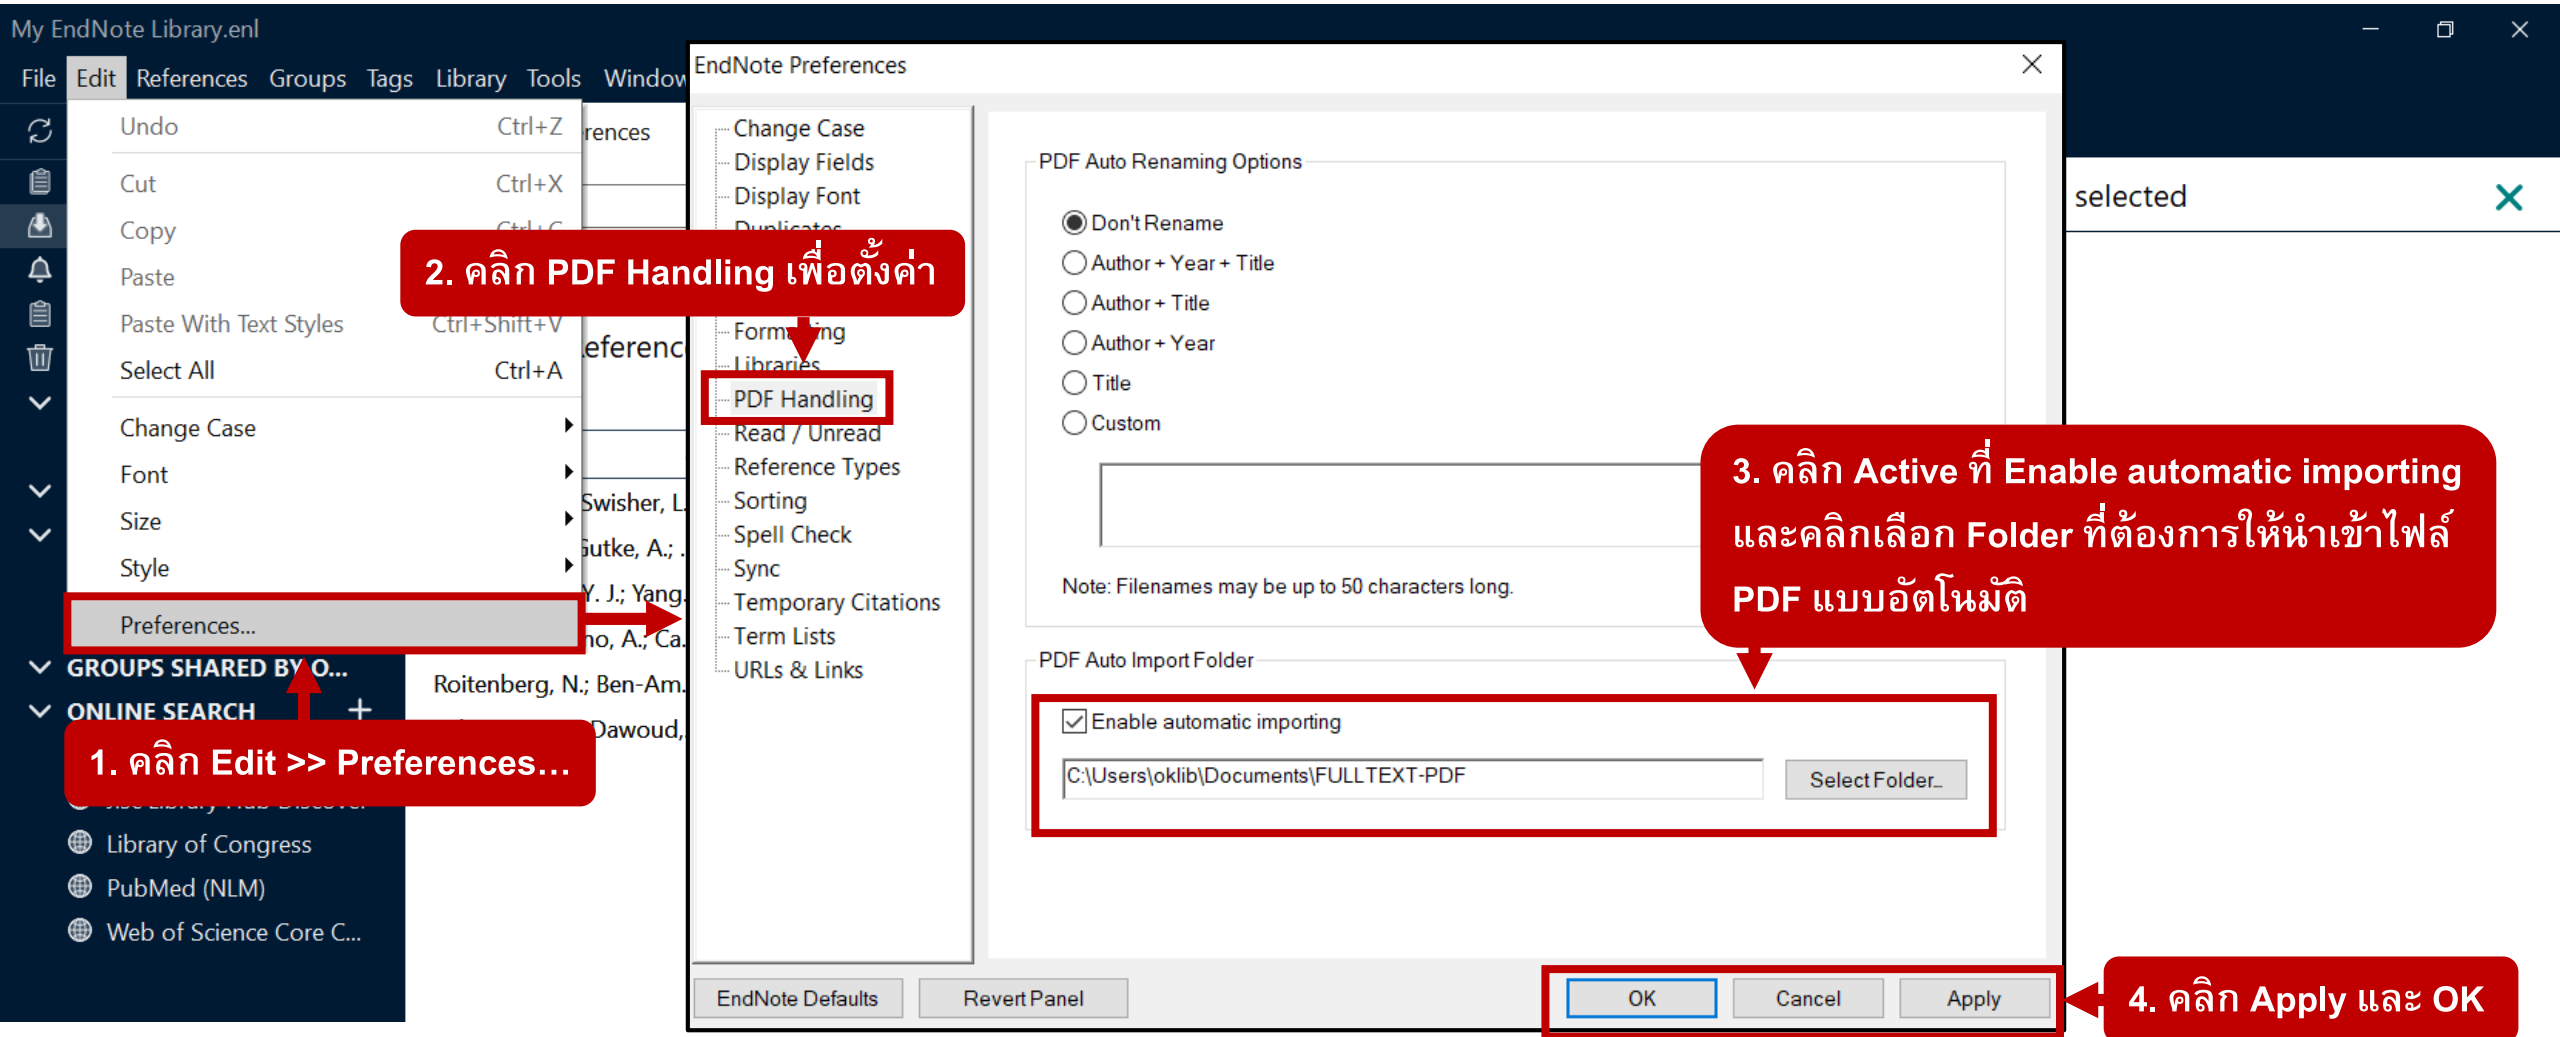 My EndNote Library.enl
File Edit References Groups Tags Library Tools Window
Undo Ctrl+Z
Cut Ctrl+X
Copy
Paste
Paste With Text Styles Ctrl+Shift+V
Select All Ctrl+A
Change Case
Font
Size
Style
Preferences...
GROUPS SHARED BY O...
ONLINE SEARCH +
1. คลิก Edit >> Preferences...
Library of Congress
PubMed (NLM)
Web of Science Core C...
Swisher, L.
Gutke, A.;
Y. J.; Yang.
Roitenberg, N.; Ben-Am.
Dawoud,
EndNote Preferences
Change Case
Display Fields
Display Font
2. คลิก PDF Handling เพื่อตั้งค่า
Formatting
Libraries
PDF Handling
Read / Unread
Reference Types
Sorting
Spell Check
Sync
Temporary Citations
Term Lists
URLs & Links
PDF Auto Renaming Options
Don't Rename
Author + Year + Title
Author + Title
Author + Year
Title
Custom
Note: Filenames may be up to 50 characters long.
3. คลิก Active ที่ Enable automatic importing
และคลิกเลือก Folder ที่ต้องการให้นำเข้าไฟล์
PDF แบบอัตโนมัติ
PDF Auto Import Folder
Enable automatic importing
C:\Users\oklib\Documents\FULLTEXT-PDF
Select Folder...
EndNote Defaults Revert Panel OK Cancel Apply
4. คลิก Apply และ OK
selected